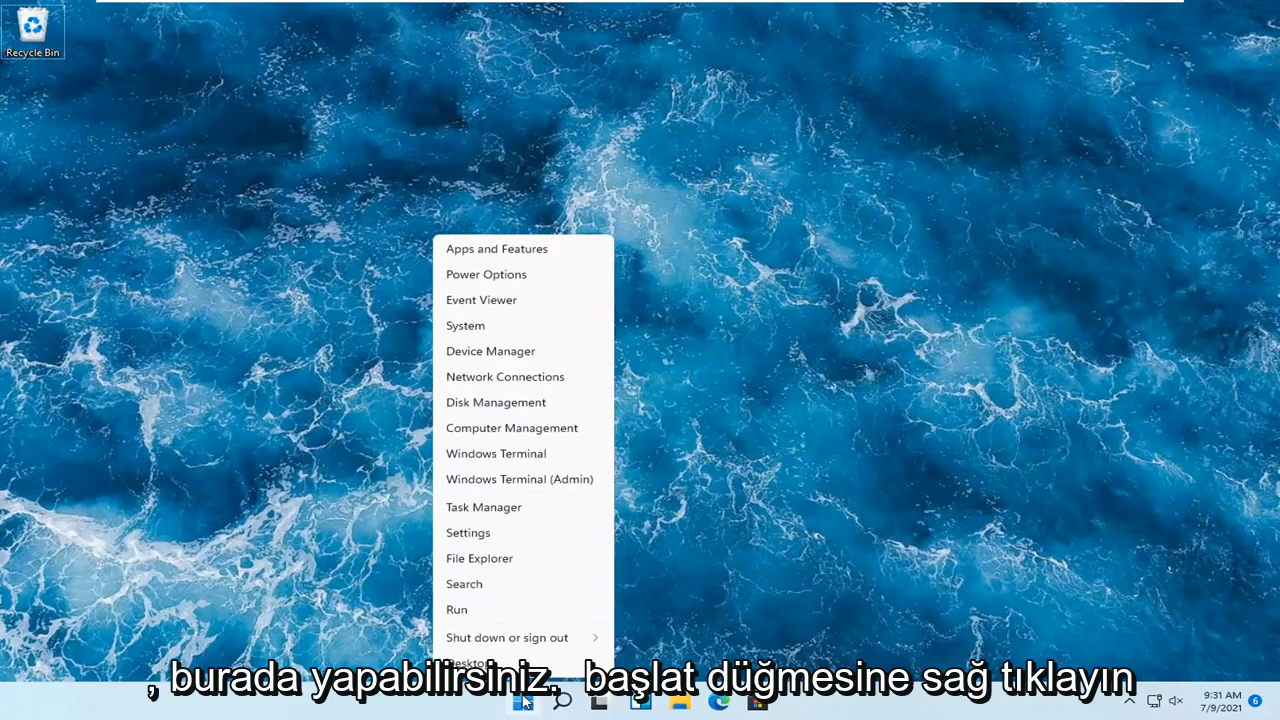 Recycle Bin
Apps and Features
Power Options
Event Viewer
System
Device Manager
Network Connections
Disk Management
Computer Management
Windows Terminal
Windows Terminal (Admin)
Task Manager
Settings
File Explorer
Search
Run
Shut down or sign out
Desktop
, burada yapabilirsiniz. başlat düğmesine sağ tıklayın
9:31 AM
7/9/2021
6